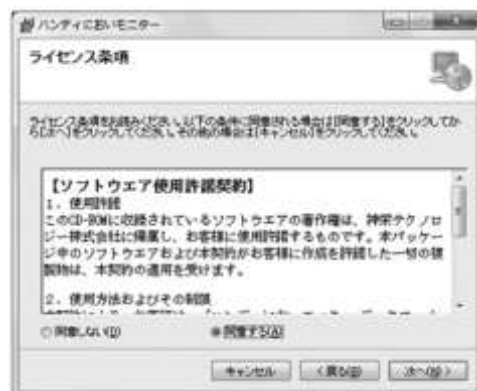 ハンディにおいモニター
ライセンス条項
ライセンス条項をお読みください。以下の条件に同意される場合は[同意する]をクリックしてか
ら[次へ]をクリックしてください。その他の場合は[キャンセル]をクリックしてください。
【ソフトウエア使用許諾契約】
1. 使用許諾
このCD-ROMに収録されているソフトウエアの著作権は、神栄テクノロ
ジー株式会社に帰属し、お客様に使用許諾するものです。本パッケー
ジ中のソフトウエアおよび本契約がお客様に作成を許諾した一切の複
製物は、本契約の適用を受けます。
2. 使用方法およびその制限
同意しない(D)
同意する(A)
キャンセル
< 戻る(B)
次へ(N) >